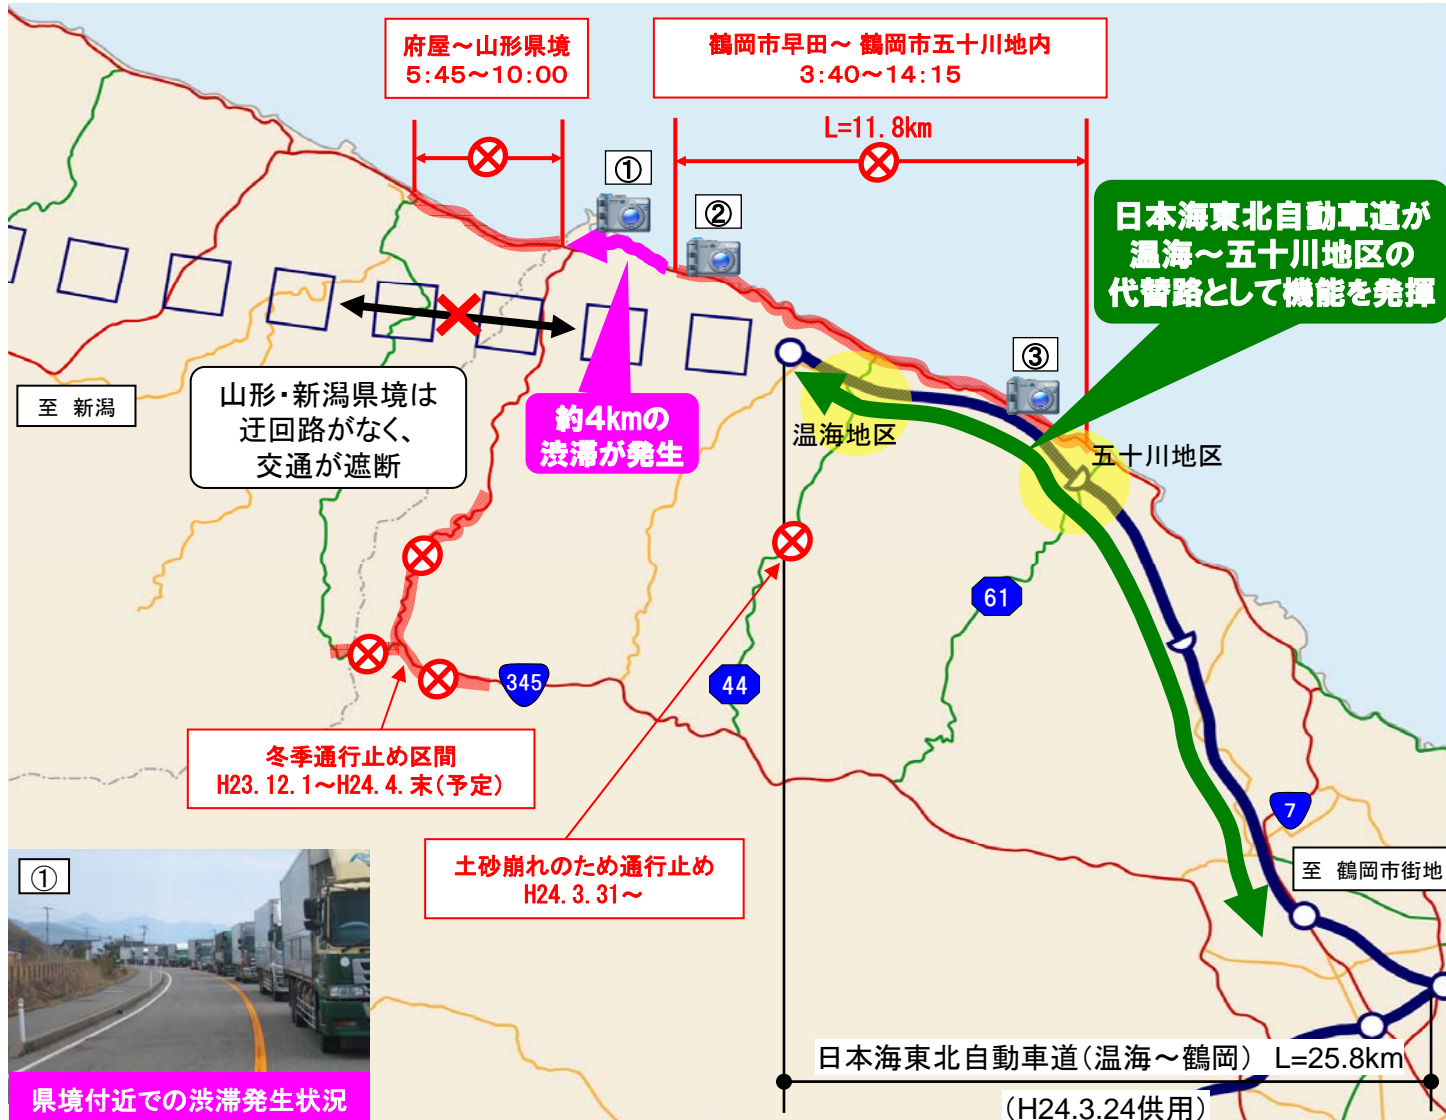 府屋～山形県境
5:45～10:00
鶴岡市早田～ 鶴岡市五十川地内
3:40～14:15
L=11.8km
①
②
日本海東北自動車道が
温海～五十川地区の
代替路として機能を発揮
③
至 新潟
山形・新潟県境は
迂回路がなく、
交通が遮断
約4kmの
渋滞が発生
温海地区
五十川地区
61
44
345
冬季通行止め区間
H23.12.1～H24.4.末(予定)
7
土砂崩れのため通行止め
H24.3.31～
至 鶴岡市街地
①
県境付近での渋滞発生状況
日本海東北自動車道(温海～鶴岡) L=25.8km
(H24.3.24供用)